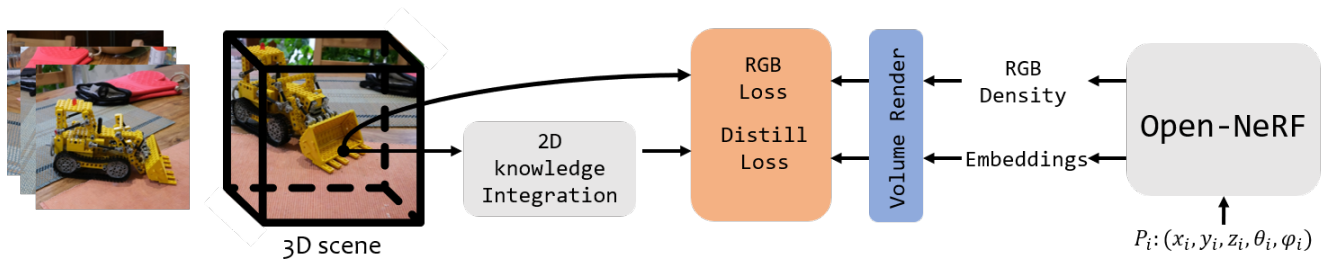 3D scene
2D
knowledge
Integration
RGB
Loss
Distill
Loss
Volume Render
RGB
Density
Embeddings
Open-NeRF
P_i: (x_i, y_i, z_i, θ_i, φ_i)